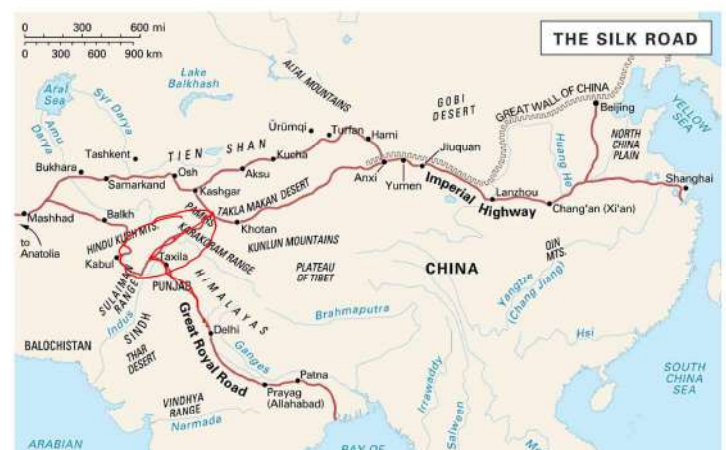 0 300 600 mi
0 300 600 900 km
THE SILK ROAD
Aral
Sea
Syr Darya
Amu
Darya
Lake
Balkhash
ALTAI MOUNTAINS
GOBI
DESERT
GREAT WALL OF CHINA
Beijing
YELLOW
SEA
NORTH
CHINA
PLAIN
Huang He
Ürümqi
Turfan
Hami
Jiuquan
Tashkent
TIEN SHAN
Kucha
Bukhara
Samarkand
Osh
Aksu
Anxi
Yumen
Imperial Highway
Lanzhou
Shanghai
Kashgar
TAKLA MAKAN DESERT
Chang'an (Xi'an)
Mashhad
Balkh
PAMIRS
Khotan
to
Anatolia
HINDU KUSH MTS.
KARAKORAM RANGE
KUNLUN MOUNTAINS
QIN
MTS.
Kabul
Taxila
PLATEAU
OF TIBET
CHINA
Yangtze
(Chang Jiang)
SULAIMAN
RANGE
PUNJAB
HIMALAYAS
Indus
SINDH
Brahmaputra
BALOCHISTAN
THAR
DESERT
Great Royal Road
Delhi
Ganges
Hsi
Patna
Prayag
(Allahabad)
VINDHYA
RANGE
Narmada
Irrawaddy
Salween
SOUTH
CHINA
SEA
ARABIAN
BAY OF